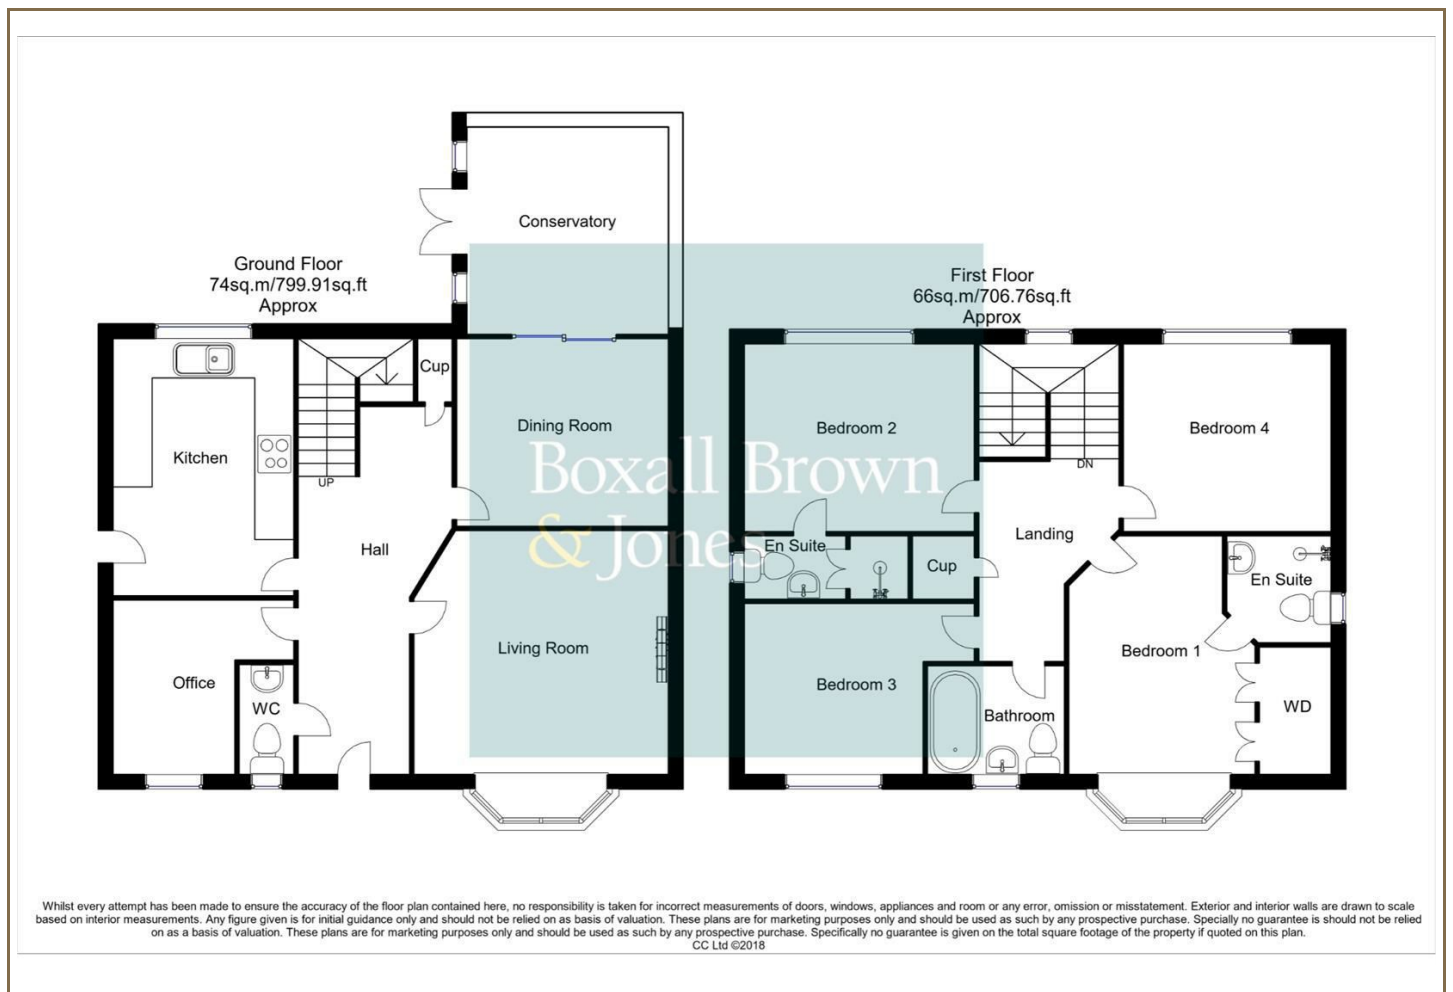 Conservatory
Ground Floor
74sq.m/799.91sq.ft
Approx
First Floor
66sq.m/706.76sq.ft
Approx
Cup
Dining Room
Kitchen
UP
Hall
Living Room
Office
WC
Bedroom 2
Bedroom 4
DN
Landing
En Suite
Cup
En Suite
Bedroom 1
Bedroom 3
Bathroom
WD
Boxall Brown
& Jones
Whilst every attempt has been made to ensure the accuracy of the floor plan contained here, no responsibility is taken for incorrect measurements of doors, windows, appliances and room or any error, omission or misstatement. Exterior and interior walls are drawn to scale
based on interior measurements. Any figure given is for initial guidance only and should not be relied on as basis of valuation. These plans are for marketing purposes only and should be used as such by any prospective purchase. Specially no guarantee is should not be relied
on as a basis of valuation. These plans are for marketing purposes only and should be used as such by any prospective purchase. Specifically no guarantee is given on the total square footage of the property if quoted on this plan.
CC Ltd ©2018